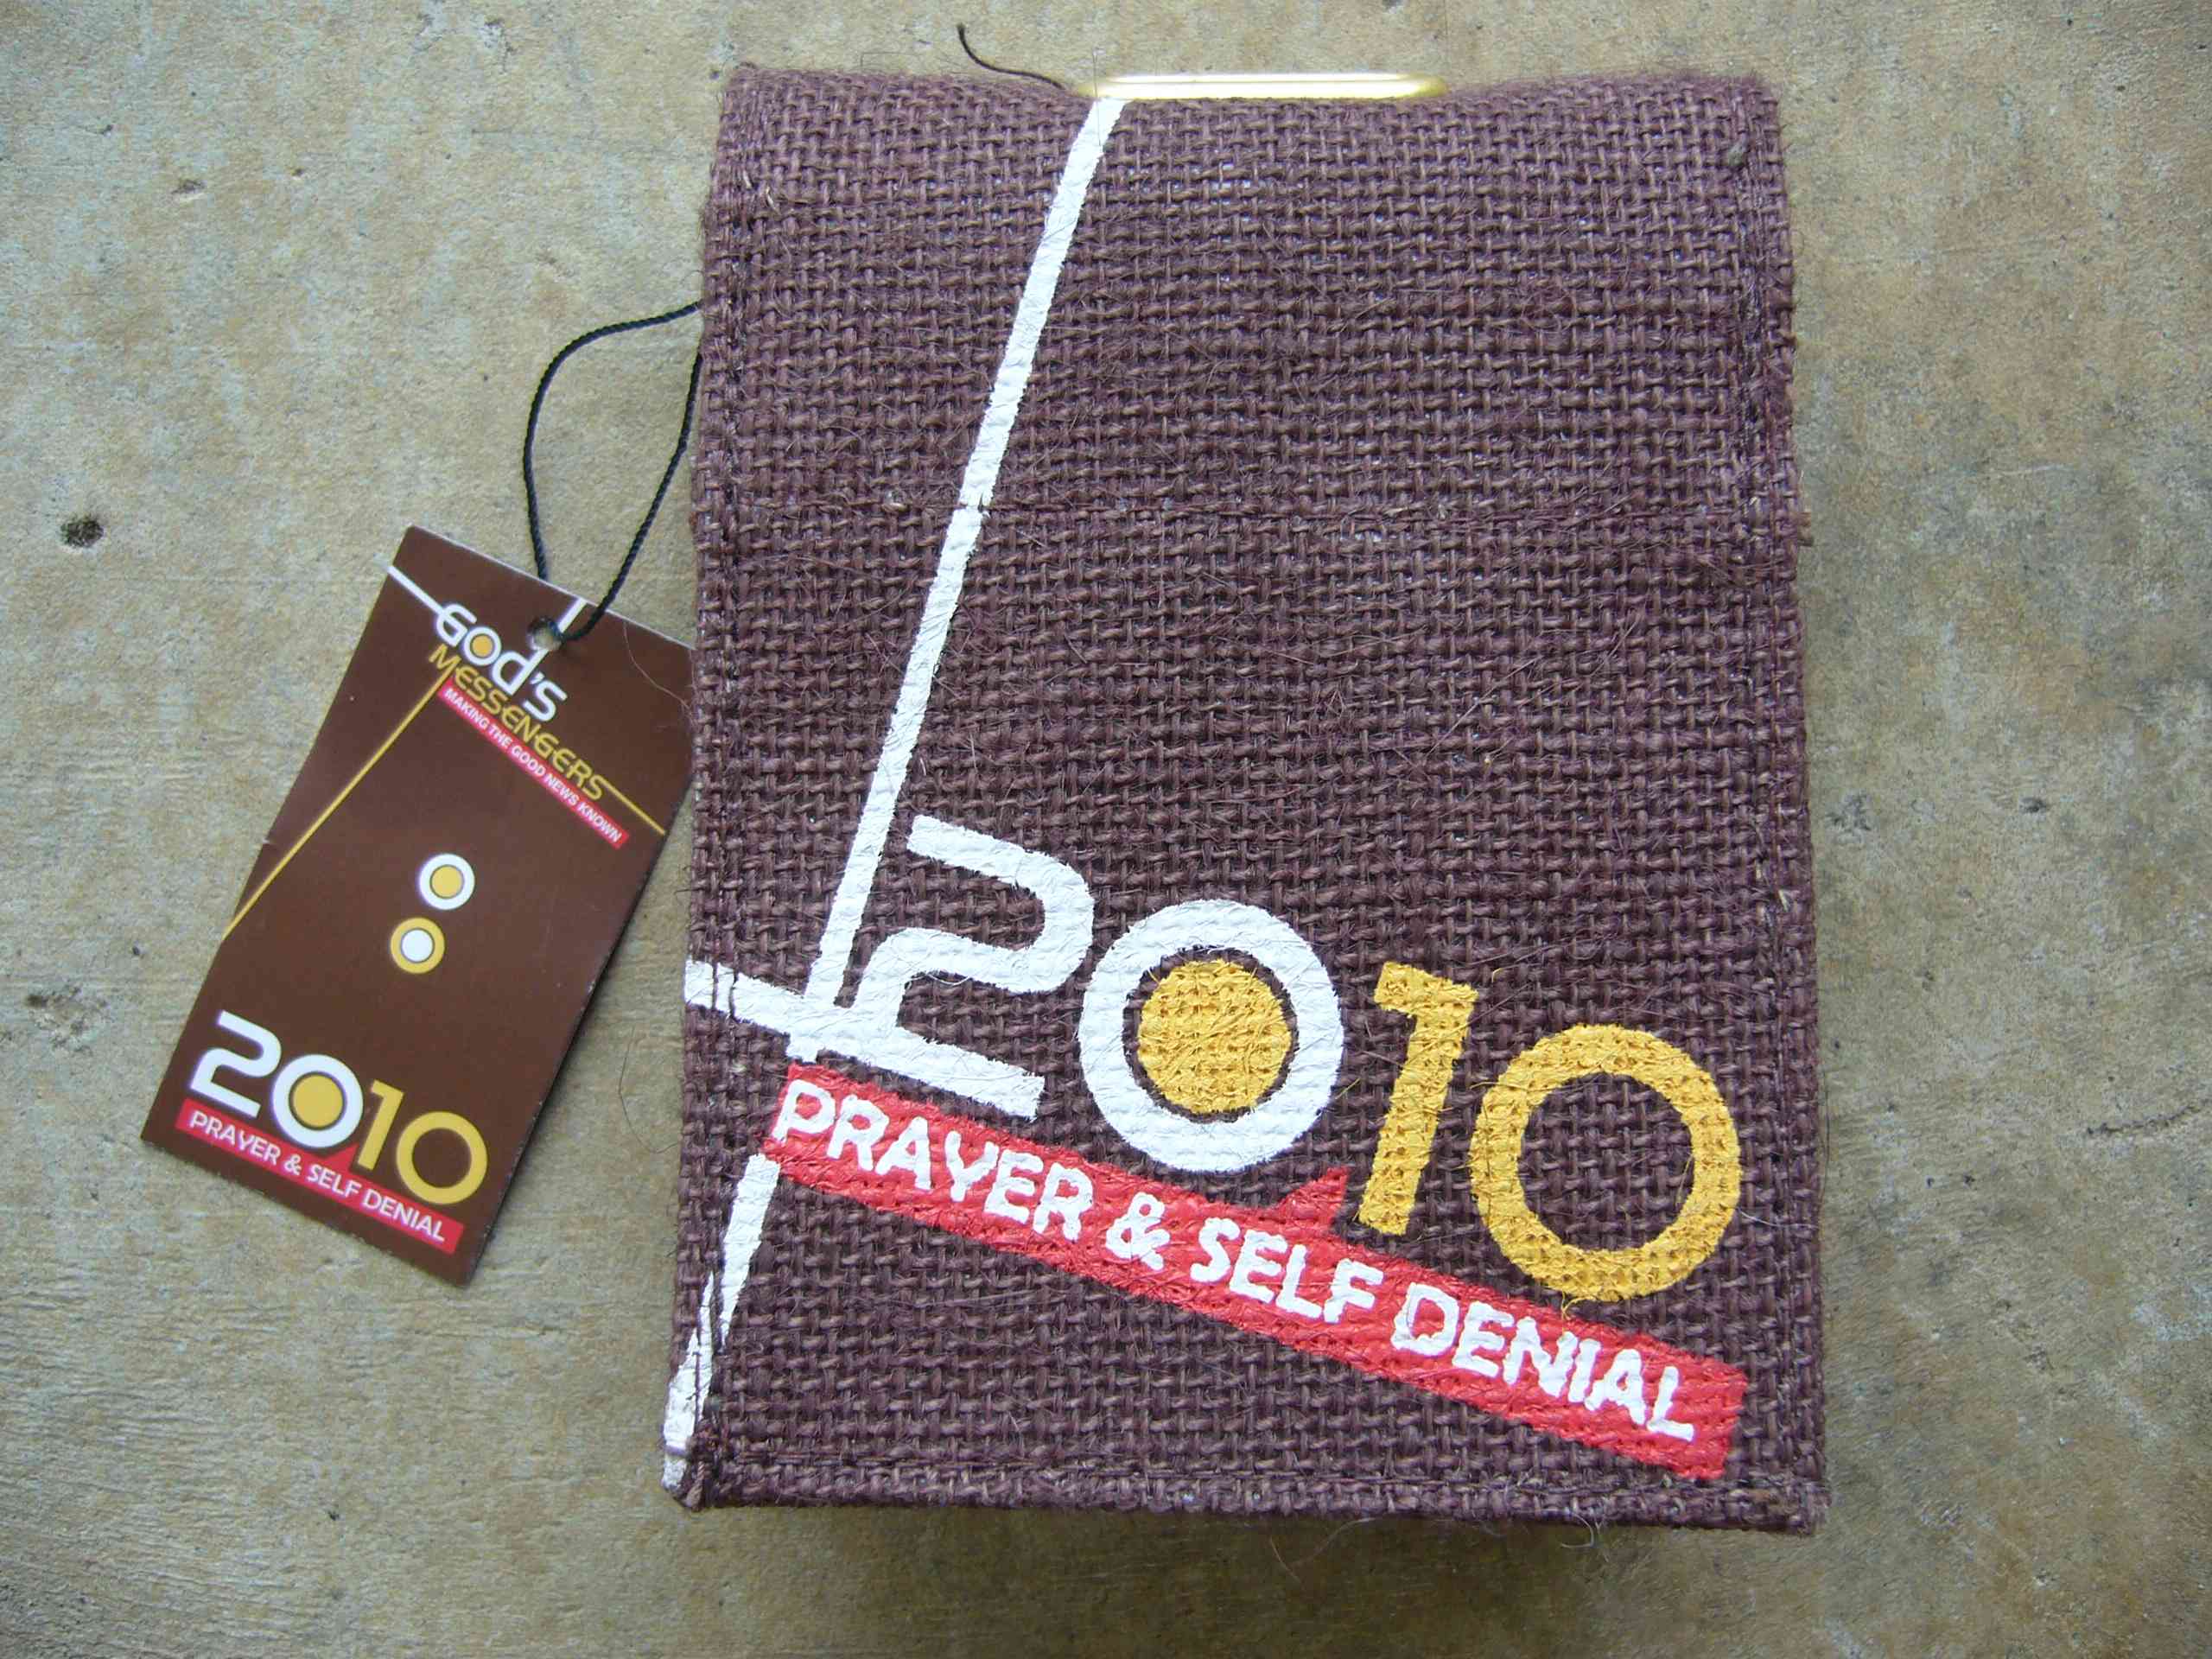 God's
MESSENGERS
MAKING THE GOOD NEWS KNOWN
2010
PRAYER & SELF DENIAL
2010
PRAYER & SELF DENIAL